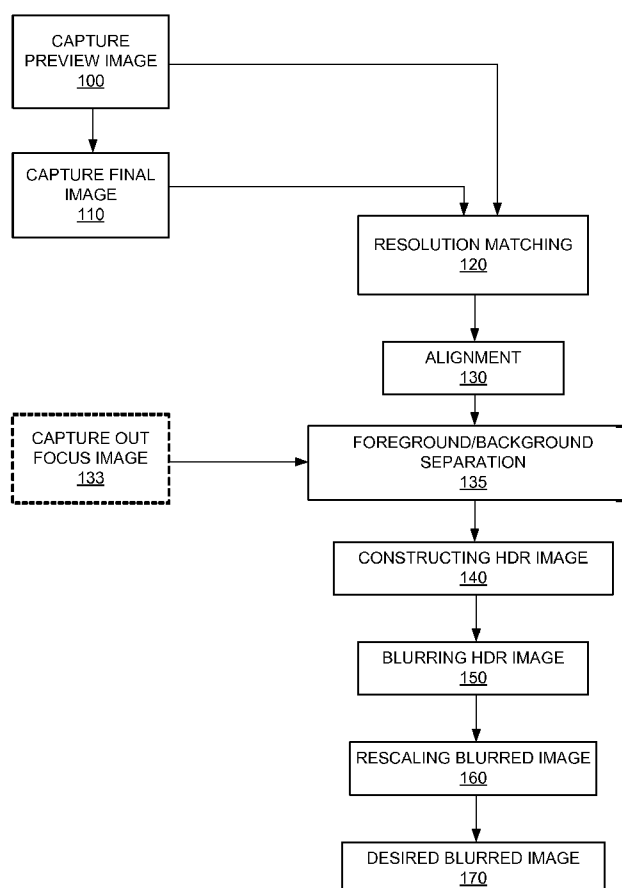 CAPTURE
PREVIEW IMAGE
100
CAPTURE FINAL
IMAGE
110
RESOLUTION MATCHING
120
ALIGNMENT
130
CAPTURE OUT
FOCUS IMAGE
133
FOREGROUND/BACKGROUND
SEPARATION
135
CONSTRUCTING HDR IMAGE
140
BLURRING HDR IMAGE
150
RESCALING BLURRED IMAGE
160
DESIRED BLURRED IMAGE
170